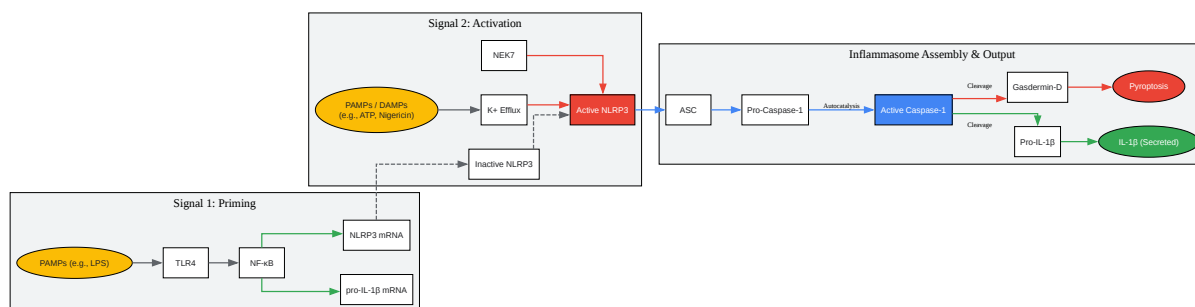 Signal 2: Activation
NEK7
PAMPs / DAMPs
(e.g., ATP, Nigericin)
K+ Efflux
Active NLRP3
Inactive NLRP3
Inflammasome Assembly & Output
ASC
Pro-Caspase-1
Autocatalysis
Active Caspase-1
Cleavage
Gasdermin-D
Pyroptosis
Cleavage
Pro-IL-1β
IL-1β (Secreted)
Signal 1: Priming
PAMPs (e.g., LPS)
TLR4
NF-κB
NLRP3 mRNA
pro-IL-1β mRNA